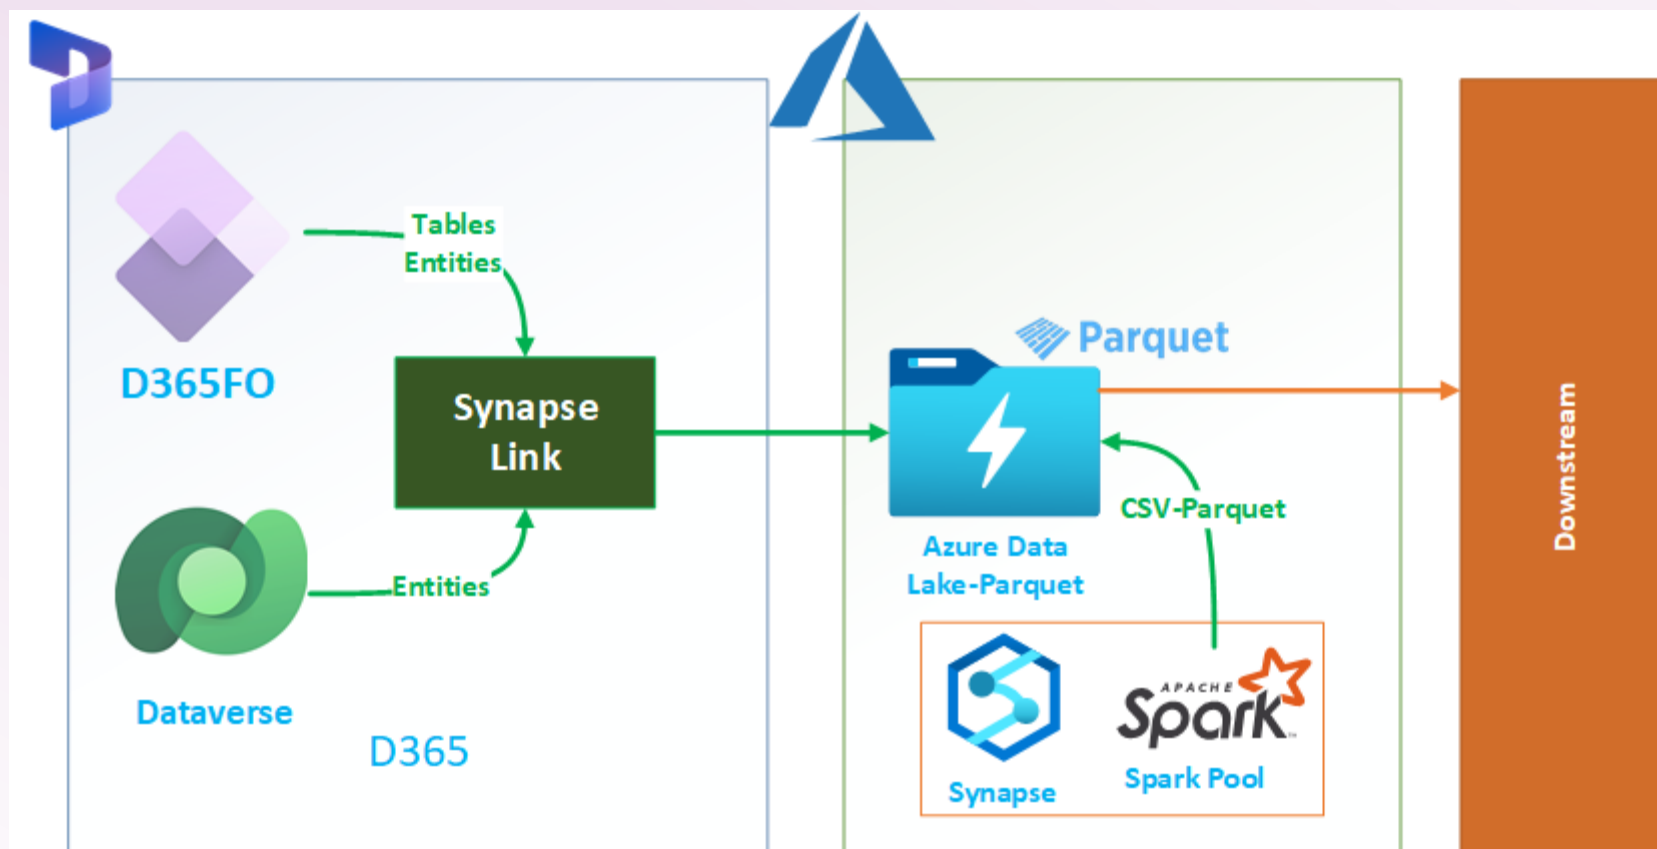 Tables
Entities
D365FO
Synapse
Link
Entities
Dataverse
D365
Parquet
CSV-Parquet
Azure Data
Lake-Parquet
APACHE
Spark
Synapse
Spark Pool
Downstream